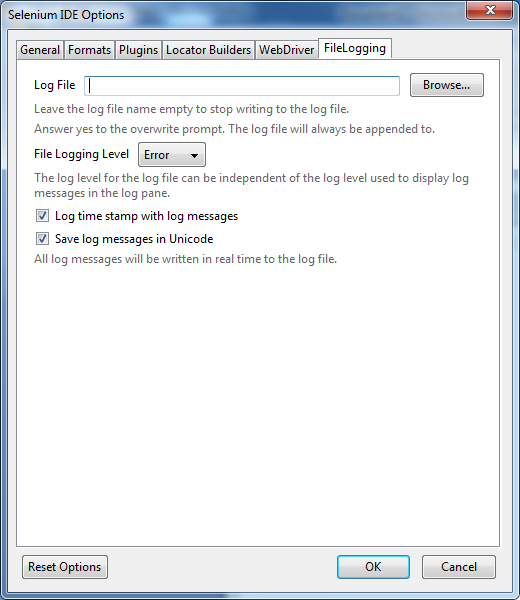 Selenium IDE Options
General Formats Plugins Locator Builders WebDriver FileLogging
Log File Browse...
Leave the log file name empty to stop writing to the log file.
Answer yes to the overwrite prompt. The log file will always be appended to.
File Logging Level Error
The log level for the log file can be independent of the log level used to display log
messages in the log pane.
Log time stamp with log messages
Save log messages in Unicode
All log messages will be written in real time to the log file.
Reset Options OK Cancel